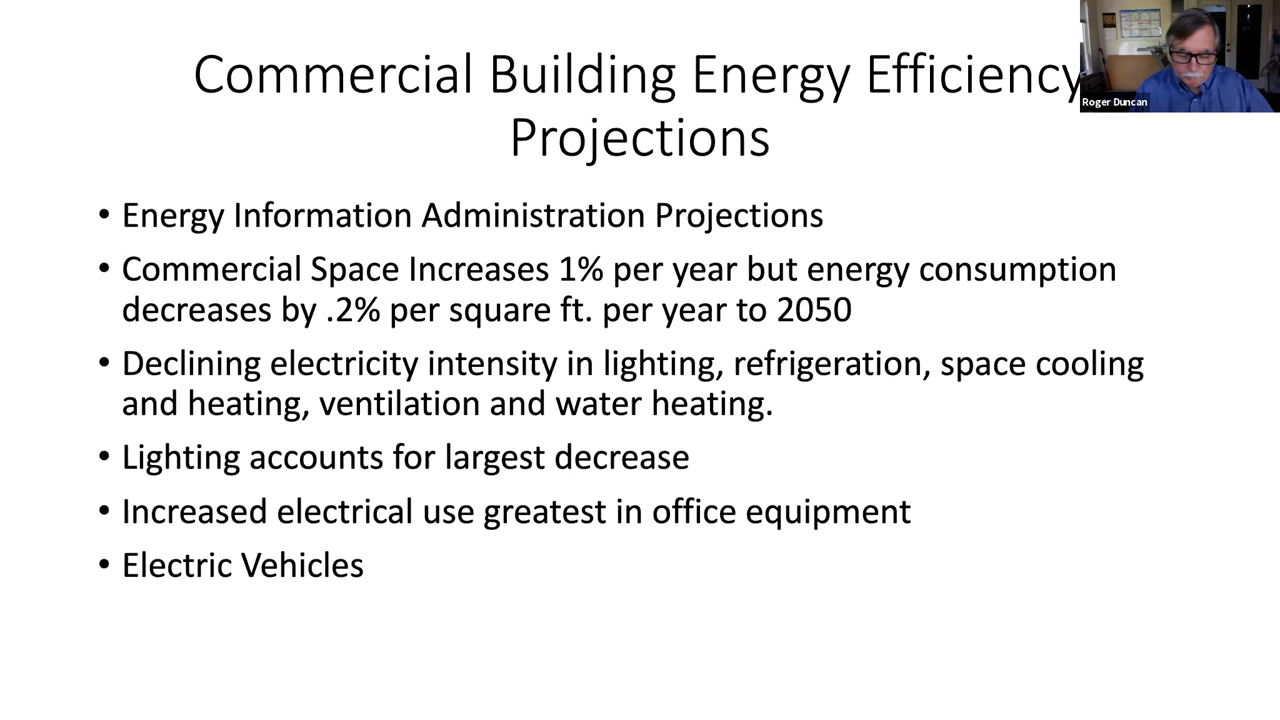 Commercial Building Energy Efficiency
Projections
Roger Duncan
• Energy Information Administration Projections
• Commercial Space Increases 1% per year but energy consumption
decreases by .2% per square ft. per year to 2050
• Declining electricity intensity in lighting, refrigeration, space cooling
and heating, ventilation and water heating.
• Lighting accounts for largest decrease
• Increased electrical use greatest in office equipment
• Electric Vehicles